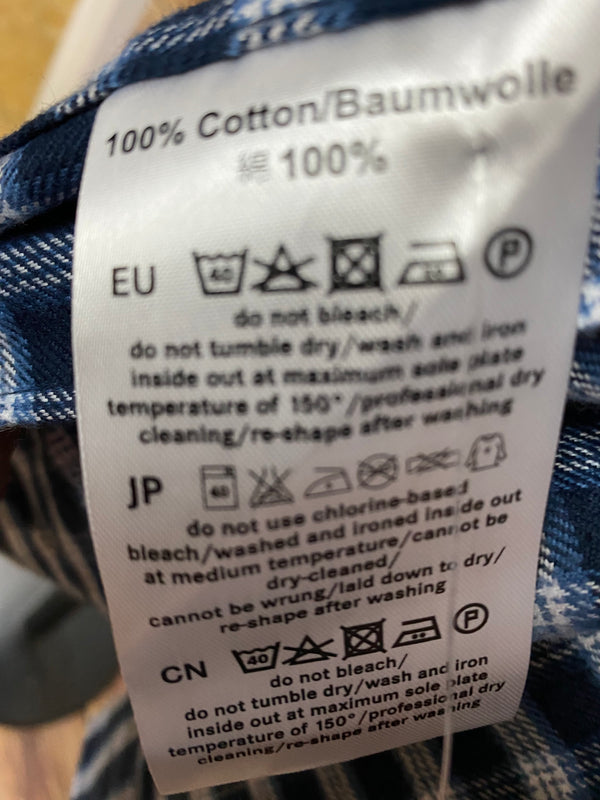 100% Cotton/Baumwolle
綿 100%
EU 40 P
do not bleach/
do not tumble dry/wash and iron
inside out at maximum sole plate
temperature of 150°/professional dry
cleaning/re-shape after washing
JP 40
do not use chlorine-based
bleach/washed and ironed inside out
at medium temperature/cannot be
dry-cleaned/
cannot be wrung/laid down to dry/
re-shape after washing
CN 40 P
do not bleach/
do not tumble dry/wash and iron
inside out at maximum sole plate
temperature of 150°/professional dry
cleaning/re-shape after washing